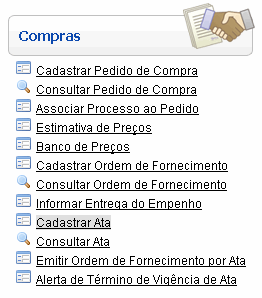 Compras
Cadastrar Pedido de Compra
Consultar Pedido de Compra
Associar Processo ao Pedido
Estimativa de Preços
Banco de Preços
Cadastrar Ordem de Fornecimento
Consultar Ordem de Fornecimento
Informar Entrega do Empenho
Cadastrar Ata
Consultar Ata
Emitir Ordem de Fornecimento por Ata
Alerta de Término de Vigência de Ata